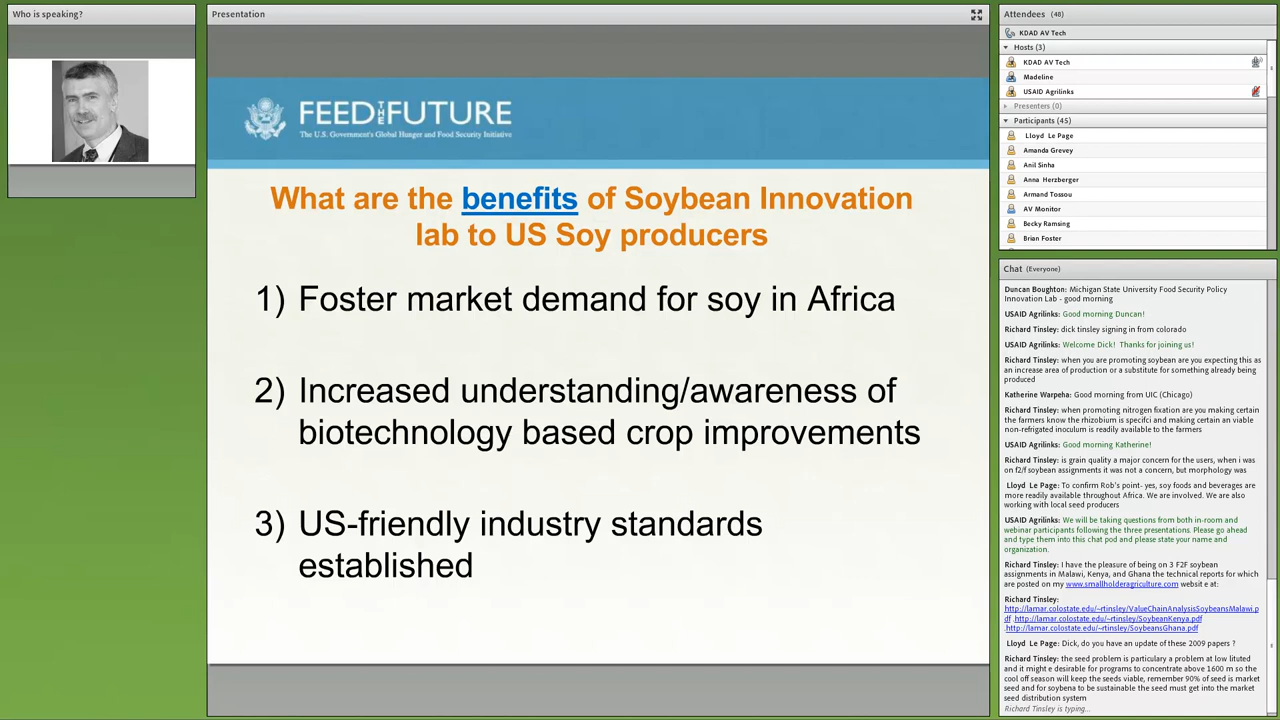 Who is speaking?
Presentation
FEED THE FUTURE
The U.S. Government's Global Hunger and Food Security Initiative
What are the benefits of Soybean Innovation
lab to US Soy producers
1) Foster market demand for soy in Africa
2) Increased understanding/awareness of
biotechnology based crop improvements
3) US-friendly industry standards
established
Attendees (48)
KDAD AV Tech
Hosts (3)
KDAD AV Tech
Madeline
USAID Agrilinks
Presenters (0)
Participants (45)
Lloyd Le Page
Amanda Grevey
Anil Sinha
Anna Herzberger
Armand Tossou
AV Monitor
Becky Ramsing
Brian Foster
Chat (Everyone)
Duncan Boughton: Michigan State University Food Security Policy
Innovation Lab - good morning
USAID Agrilinks: Good morning Duncan!
Richard Tinsley: dick tinsley signing in from colorado
USAID Agrilinks: Welcome Dick! Thanks for joining us!
Richard Tinsley: when you are promoting soybean are you expecting this as
an increase area of production or a substitute for something already being
produced
Katherine Warpeha: Good morning from UIC (Chicago)
Richard Tinsley: when promoting nitrogen fixation are you making certain
the farmers know the rhizobium is specifci and making certain an viable
non-refrigated inoculum is readily available to the farmers
USAID Agrilinks: Good morning Katherine!
Richard Tinsley: is grain quality a major concern for the users, when i was
on f2/f soybean assignments it was not a concern, but morphology was
Lloyd Le Page: To confirm Rob's point- yes, soy foods and beverages are
more readily available throughout Africa. We are involved. We are also
working with local seed producers
USAID Agrilinks: We will be taking questions from both in-room and
webinar participants following the three presentations. Please go ahead
and type them into this chat pod and please state your name and
organization.
Richard Tinsley: I have the pleasure of being on 3 F2F soybean
assignments in Malawi, Kenya, and Ghana the technical reports for which
are posted on my www.smallholderagriculture.com websit e at:
Richard Tinsley:
http://lamar.colostate.edu/~rtinsley/ValueChainAnalysisSoybeansMalawi.p
df .http://lamar.colostate.edu/~rtinsley/SoybeanKenya.pdf
.http://lamar.colostate.edu/~rtinsley/SoybeansGhana.pdf
Lloyd Le Page: Dick, do you have an update of these 2009 papers ?
Richard Tinsley: the seed problem is particulary a problem at low lituted
and it might e desirable for programs to concentrate above 1600 m so the
cool off season will keep the seeds viable, remember 90% of seed is market
seed and for soybena to be sustainable the seed must get into the market
seed distribution system
Richard Tinsley is typing...